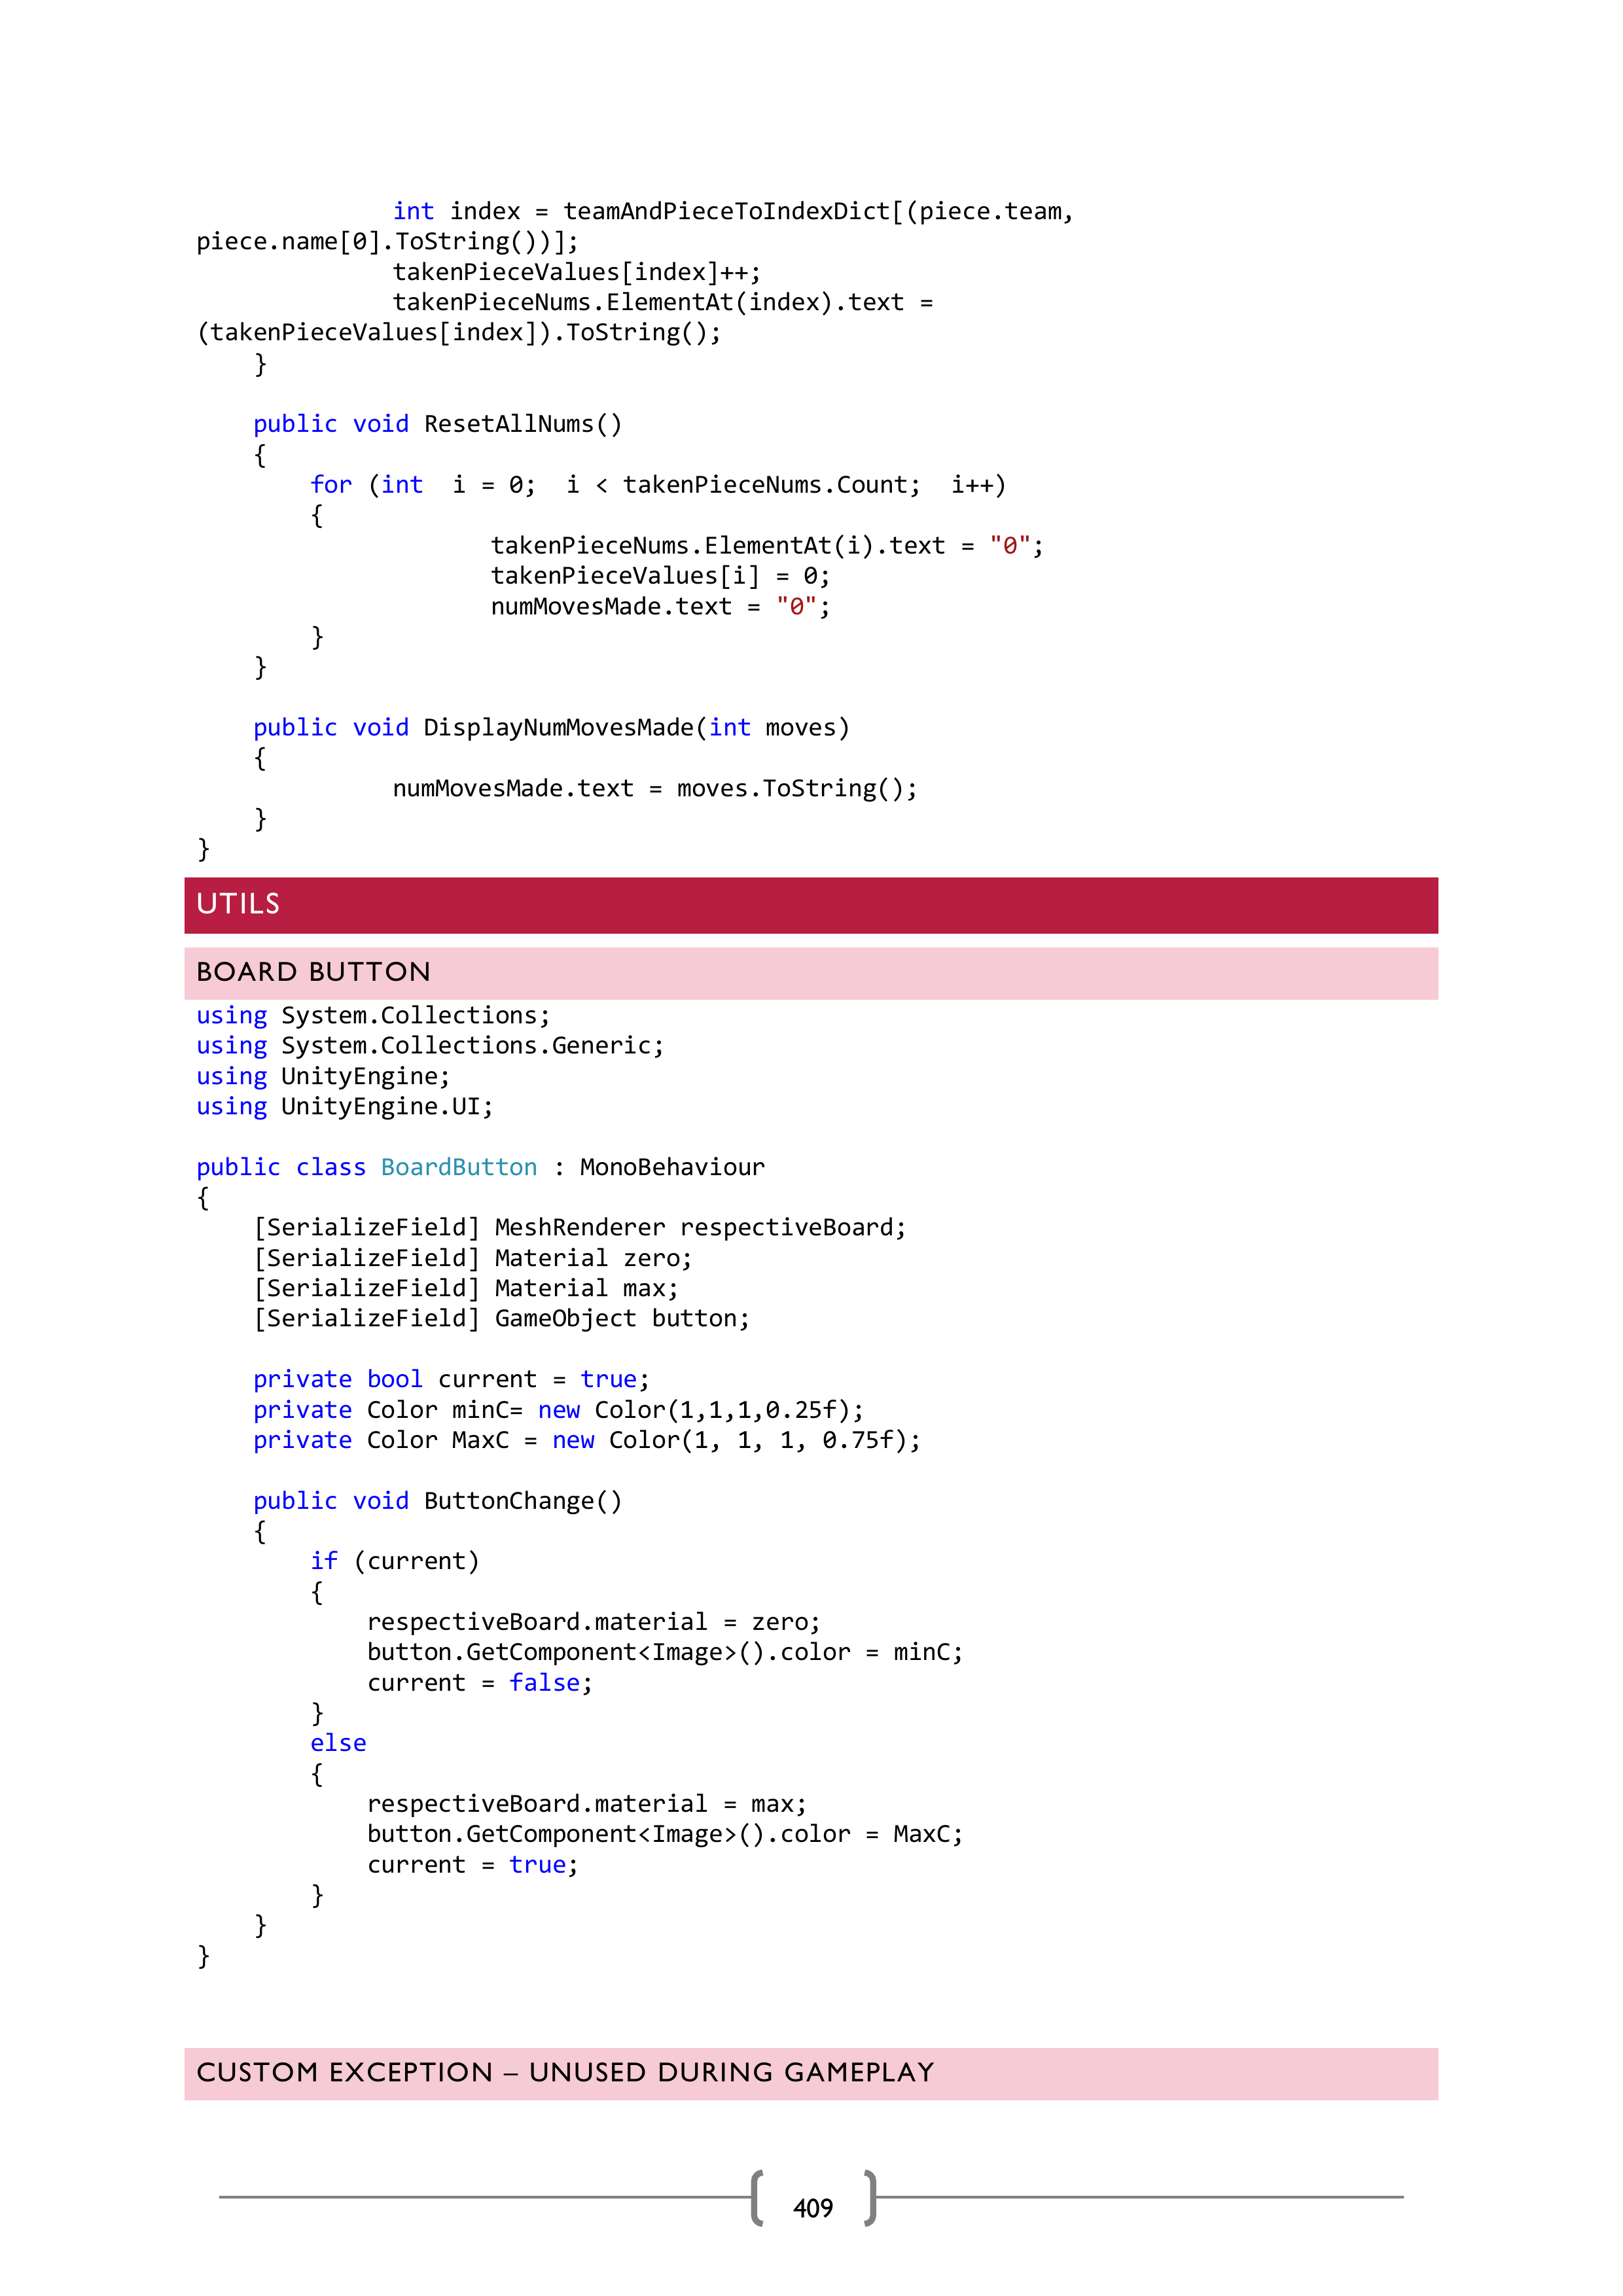 int index = teamAndPieceToIndexDict[(piece.team,
piece.name[0].ToString())];
takenPieceValues[index]++;
takenPieceNums.ElementAt(index).text =
(takenPieceValues[index]).ToString();
}
public void ResetAllNums()
{
for (int  i = 0;  i < takenPieceNums.Count;  i++)
{
takenPieceNums.ElementAt(i).text = "0";
takenPieceValues[i] = 0;
numMovesMade.text = "0";
}
}
public void DisplayNumMovesMade(int moves)
{
numMovesMade.text = moves.ToString();
}
}
UTILS
BOARD BUTTON
using System.Collections;
using System.Collections.Generic;
using UnityEngine;
using UnityEngine.UI;
public class BoardButton : MonoBehaviour
{
[SerializeField] MeshRenderer respectiveBoard;
[SerializeField] Material zero;
[SerializeField] Material max;
[SerializeField] GameObject button;
private bool current = true;
private Color minC= new Color(1,1,1,0.25f);
private Color MaxC = new Color(1, 1, 1, 0.75f);
public void ButtonChange()
{
if (current)
{
respectiveBoard.material = zero;
button.GetComponent<Image>().color = minC;
current = false;
}
else
{
respectiveBoard.material = max;
button.GetComponent<Image>().color = MaxC;
current = true;
}
}
}
CUSTOM EXCEPTION – UNUSED DURING GAMEPLAY
409